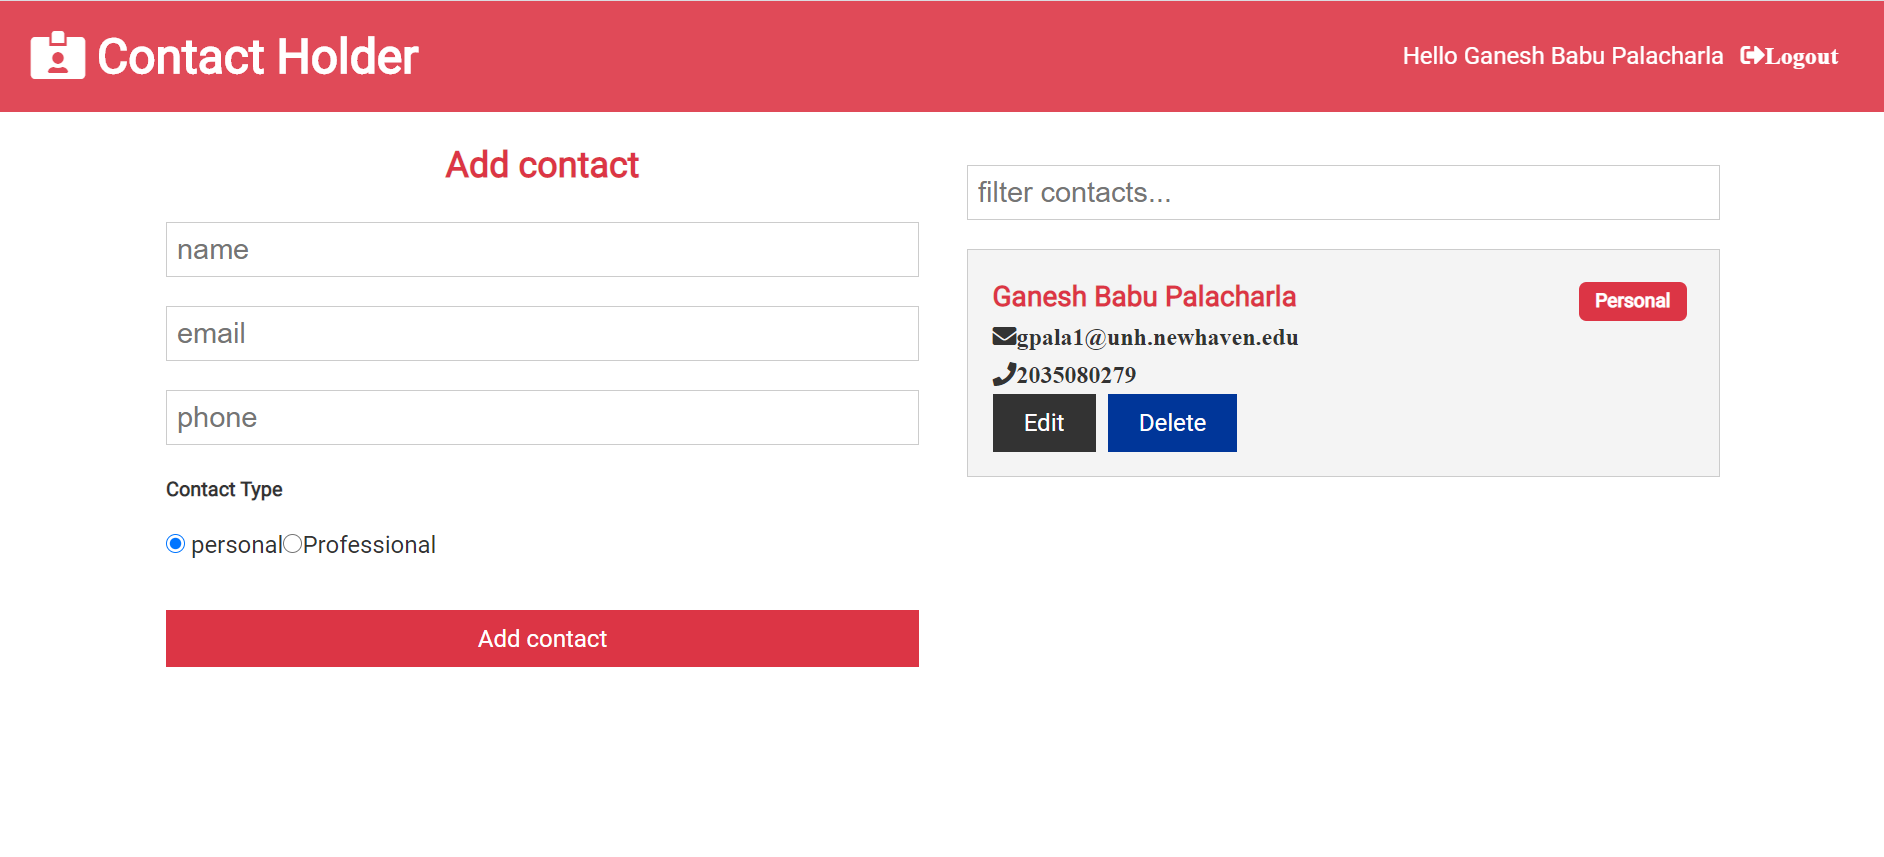 Contact Holder
Hello Ganesh Babu Palacharla Logout
Add contact
name
email
phone
Contact Type
personal Professional
Add contact
filter contacts...
Ganesh Babu Palacharla
Personal
gpala1@unh.newhaven.edu
2035080279
Edit Delete